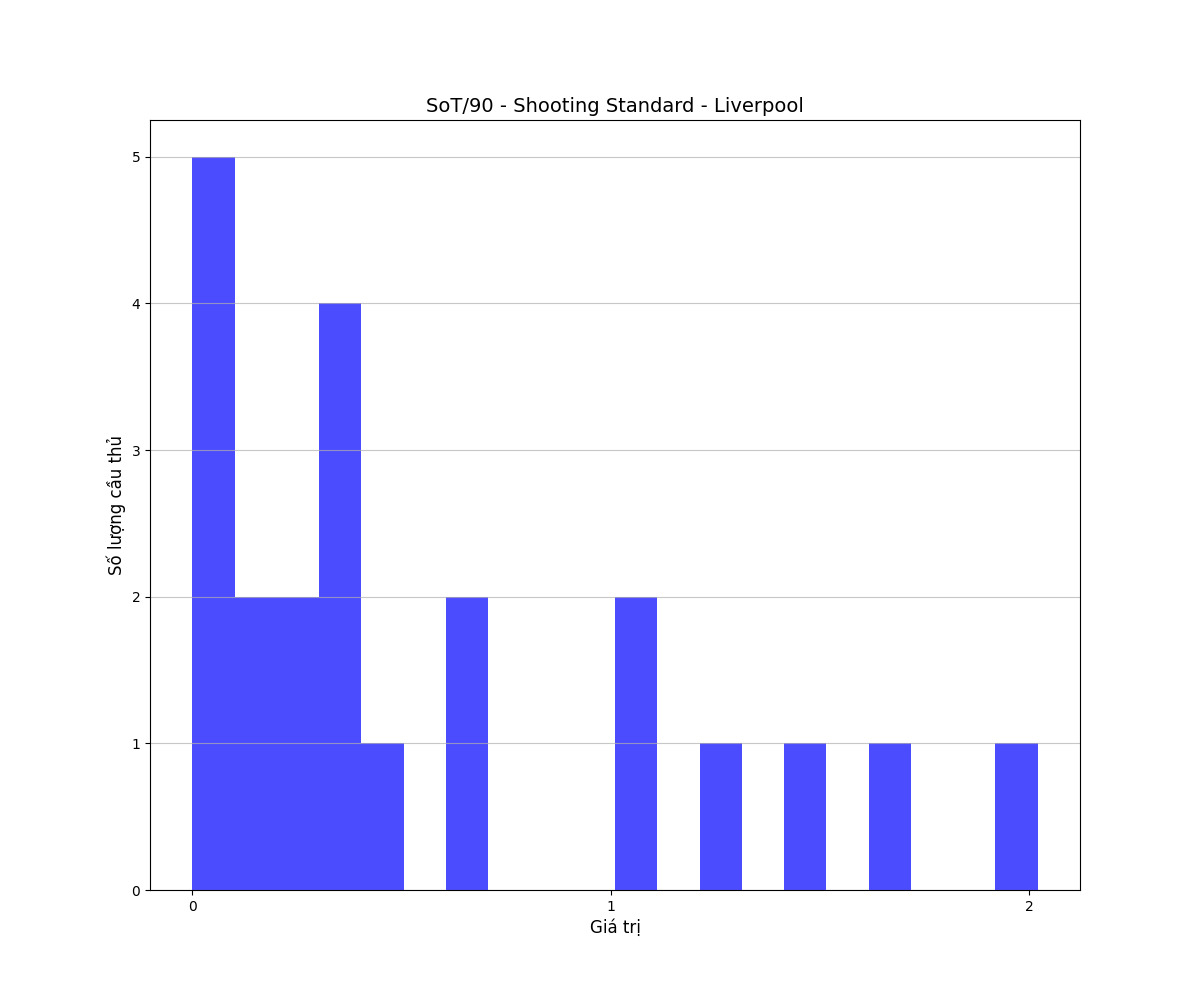 SoT/90 - Shooting Standard - Liverpool
Số lượng cầu thủ
5
4
3
2
1
0
0 1 2
Giá trị